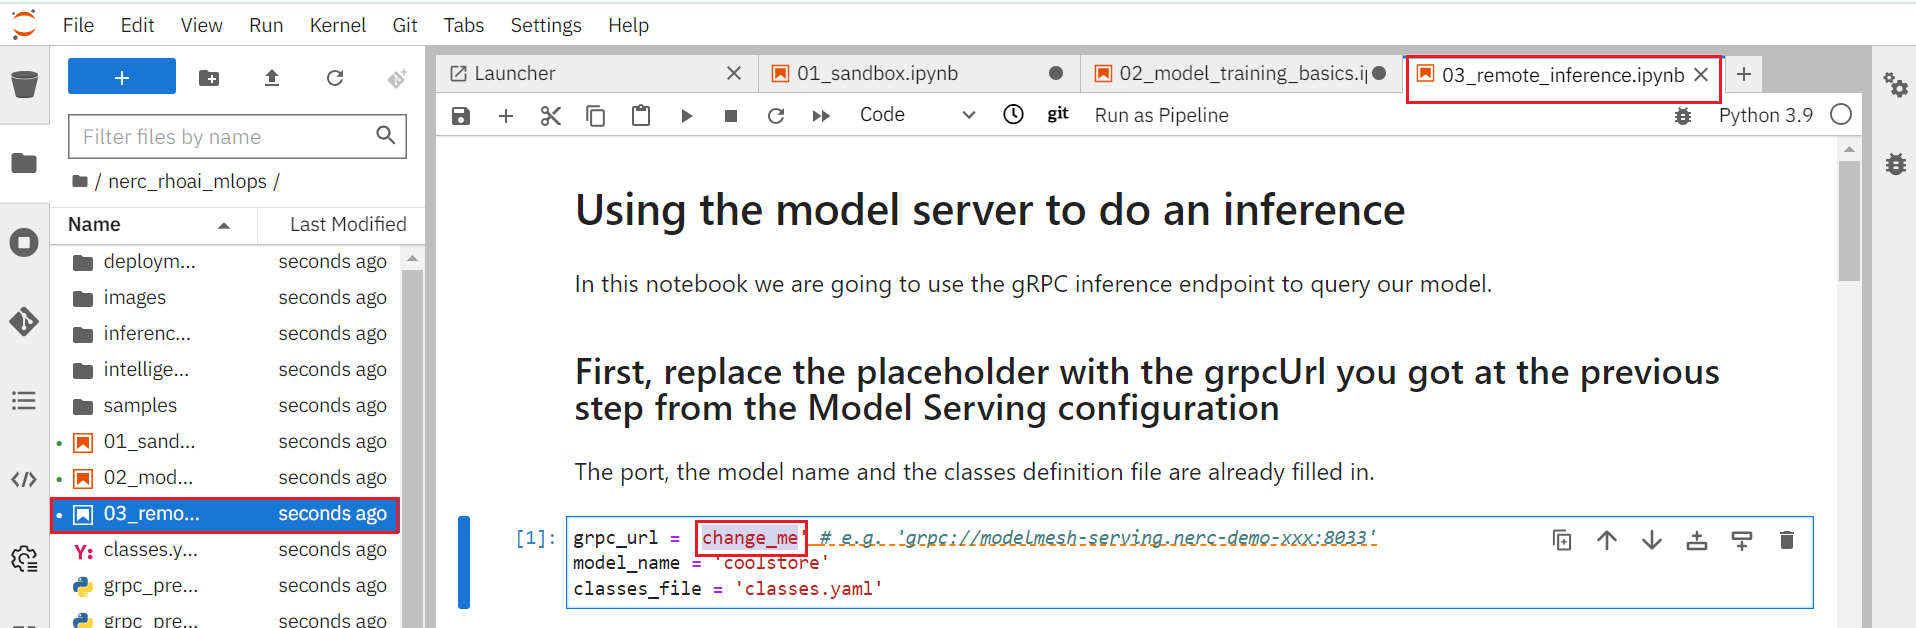 File Edit View Run Kernel Git Tabs Settings Help
Launcher
01_sandbox.ipynb
02_model_training_basics.i
03_remote_inference.ipynb
Code
git
Run as Pipeline
Python 3.9
Filter files by name
/ nerc_rhoai_mlops /
Name Last Modified
deploym... seconds ago
images seconds ago
inferenc... seconds ago
intellige... seconds ago
samples seconds ago
01_sand... seconds ago
02_mod... seconds ago
03_remo... seconds ago
classes.y... seconds ago
grpc_pre... seconds ago
grpc_pre... seconds ago
Using the model server to do an inference
In this notebook we are going to use the gRPC inference endpoint to query our model.
First, replace the placeholder with the grpcUrl you got at the previous
step from the Model Serving configuration
The port, the model name and the classes definition file are already filled in.
[1]: grpc_url = change_me' # e.g. 'grpc://modelmesh-serving.nerc-demo-xxx:8033'
model_name = 'coolstore'
classes_file = 'classes.yaml'